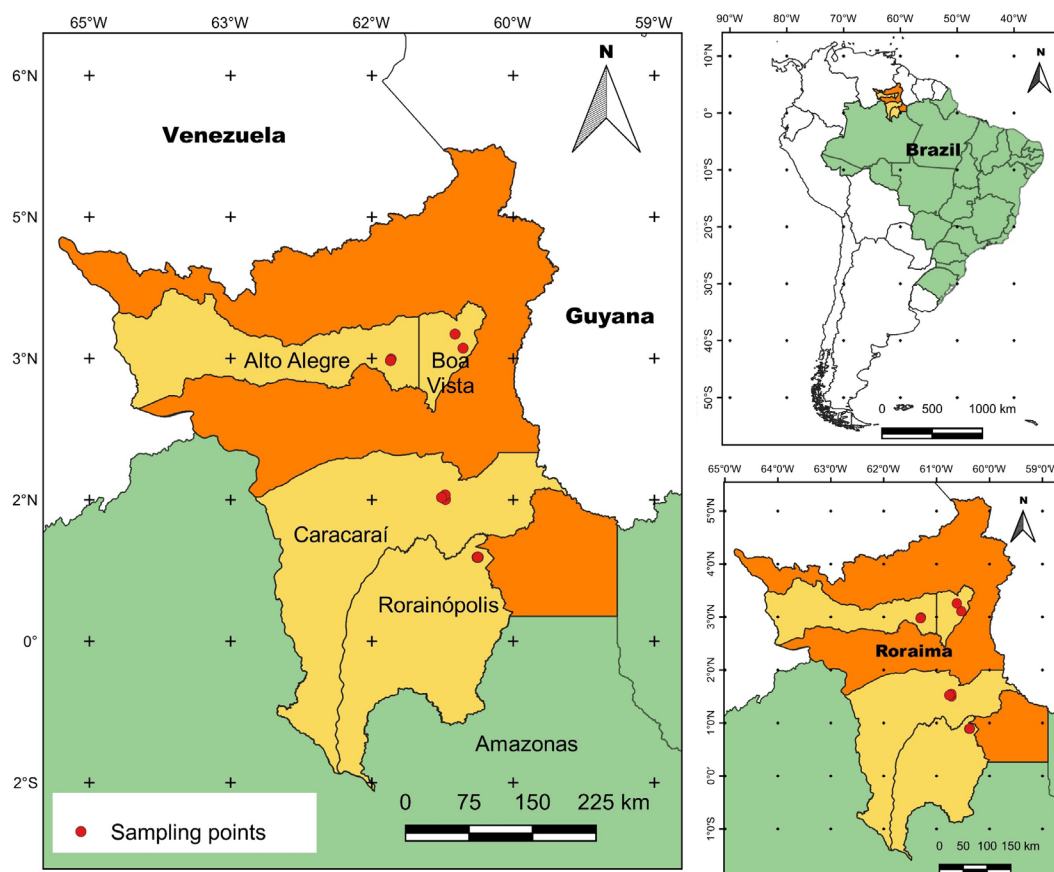 65°W 63°W 62°W 60°W 59°W
6°N
5°N
3°N
2°N
0°
2°S
N
Venezuela
Guyana
Alto Alegre
Boa
Vista
Caracaraí
Rorainópolis
Amazonas
0 75 150 225 km
Sampling points
90°W 80°W 70°W 60°W 50°W 40°W
10°N
0°
10°S
20°S
30°S
40°S
50°S
N
Brazil
0 500 1000 km
65°0'W 64°0'W 63°0'W 62°0'W 61°0'W 60°0'W 59°0'W
5°0'N
4°0'N
3°0'N
2°0'N
1°0'N
0°0'
1°0'S
N
Roraima
0 50 100 150 km